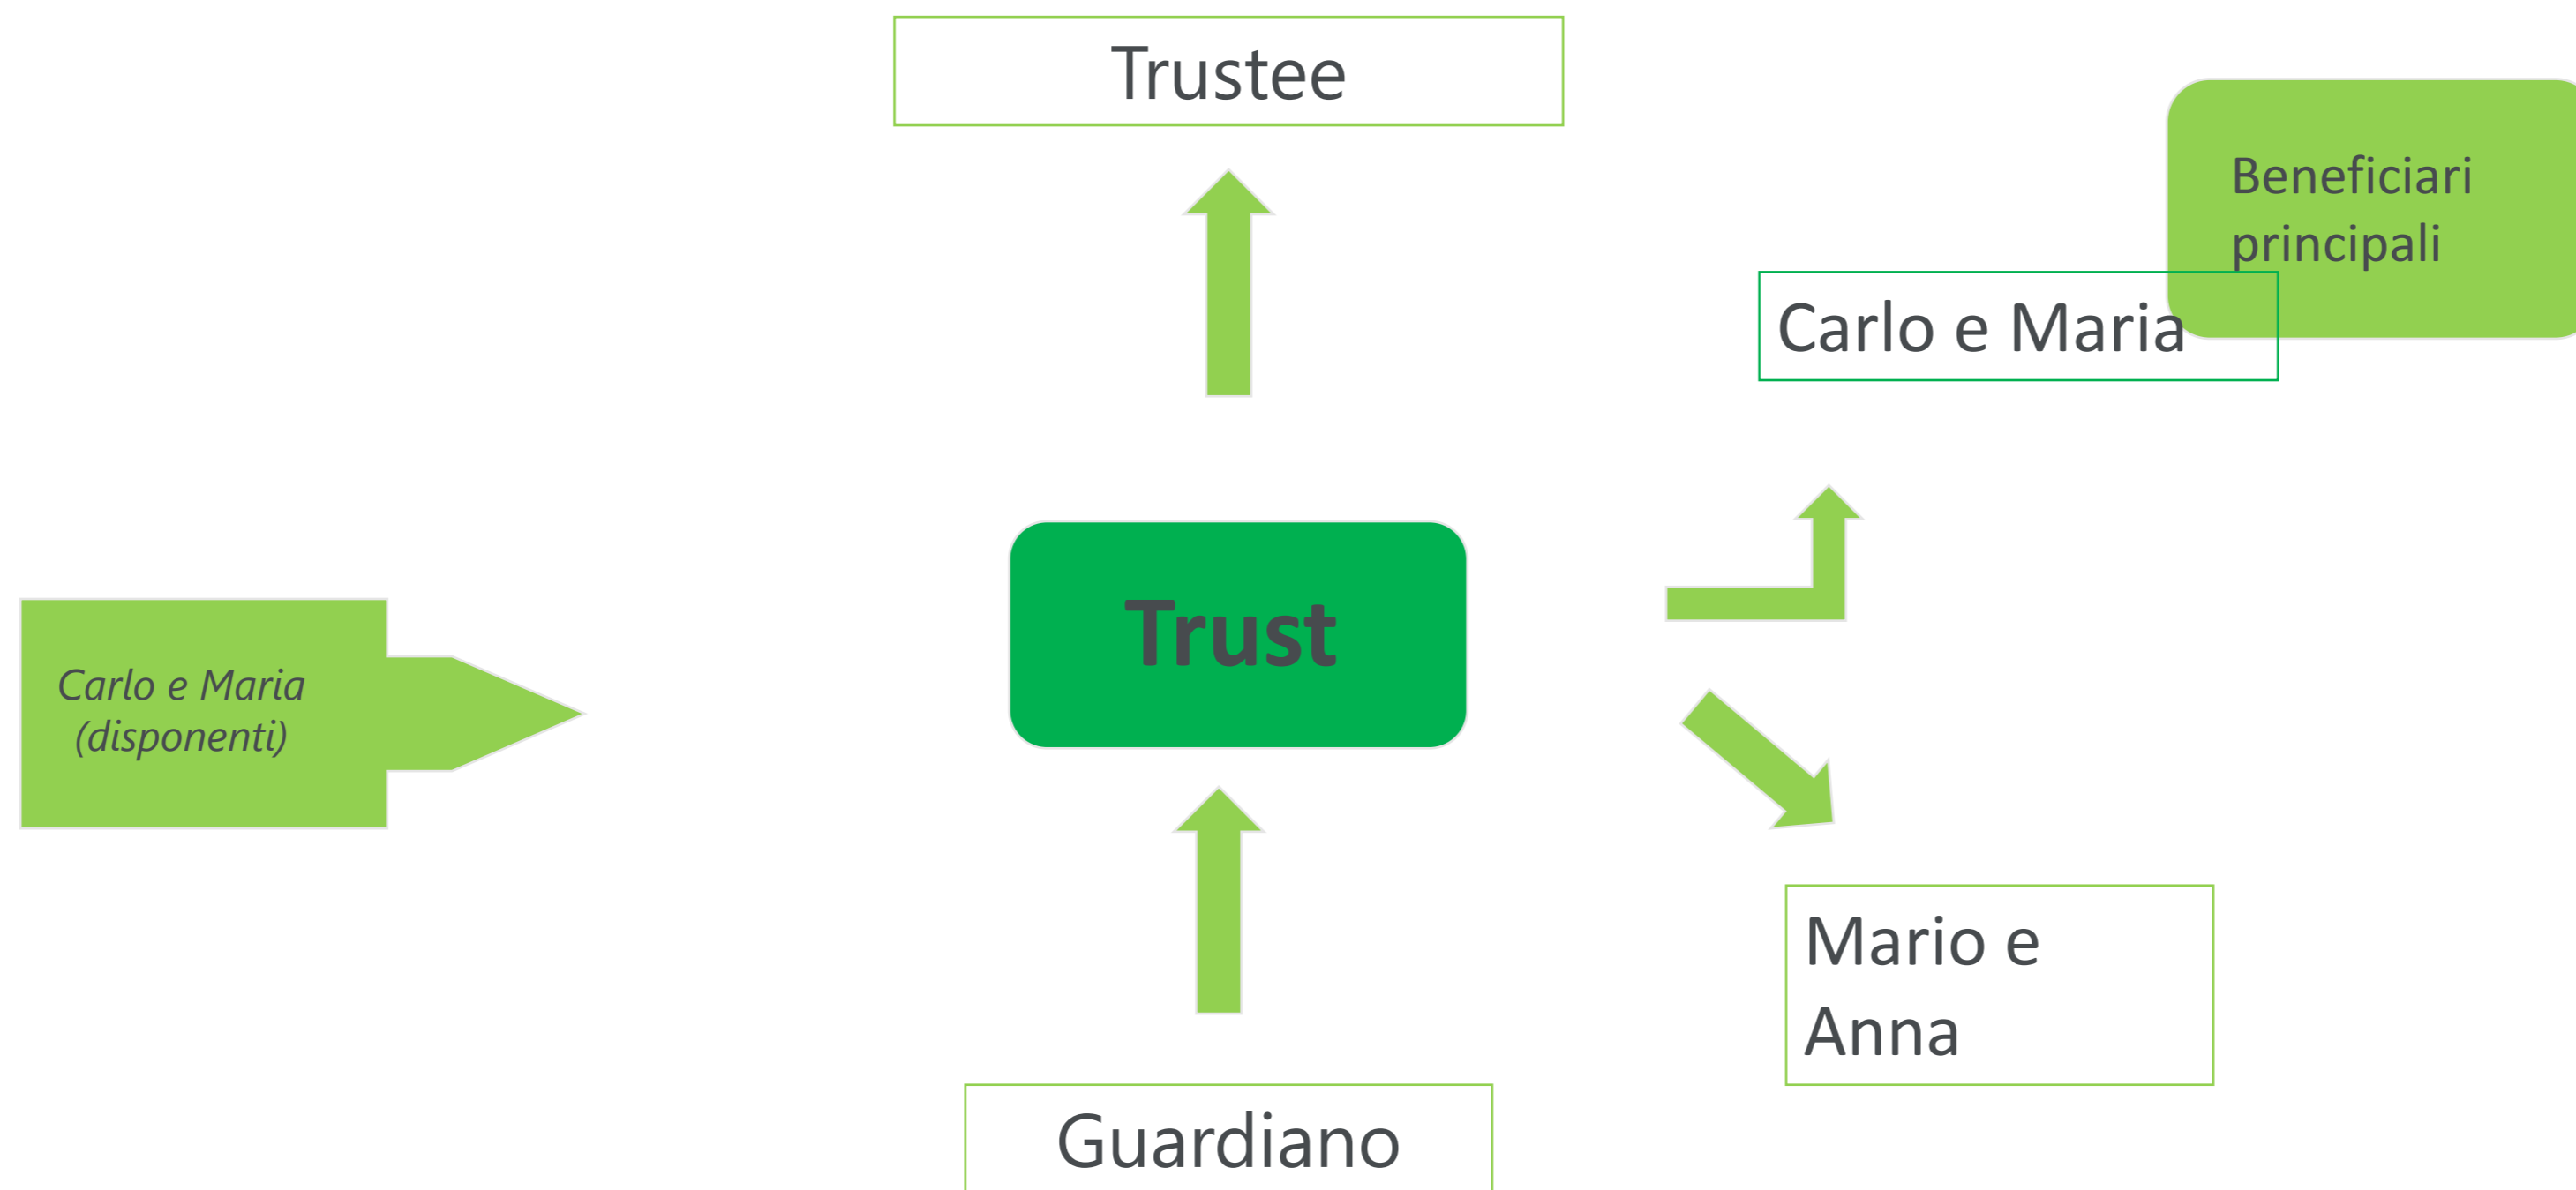 Trustee
Beneficiari
principali
Carlo e Maria
Trust
Carlo e Maria
(disponenti)
Mario e
Anna
Guardiano